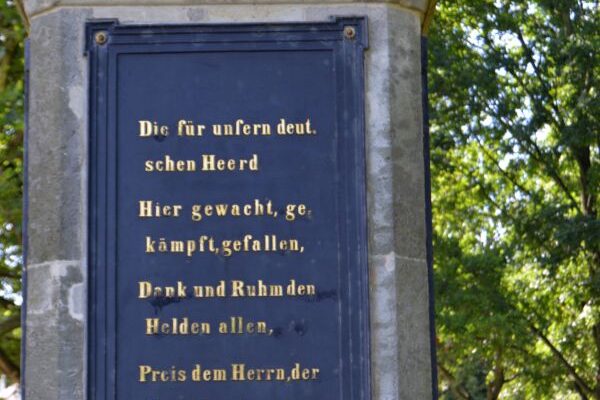 Die für unſern deut.
schen Heerd
Hier gewacht, ge.
kämpft, gefallen,
Dank und Ruhm den
Helden allen,
Preis dem Herrn, der